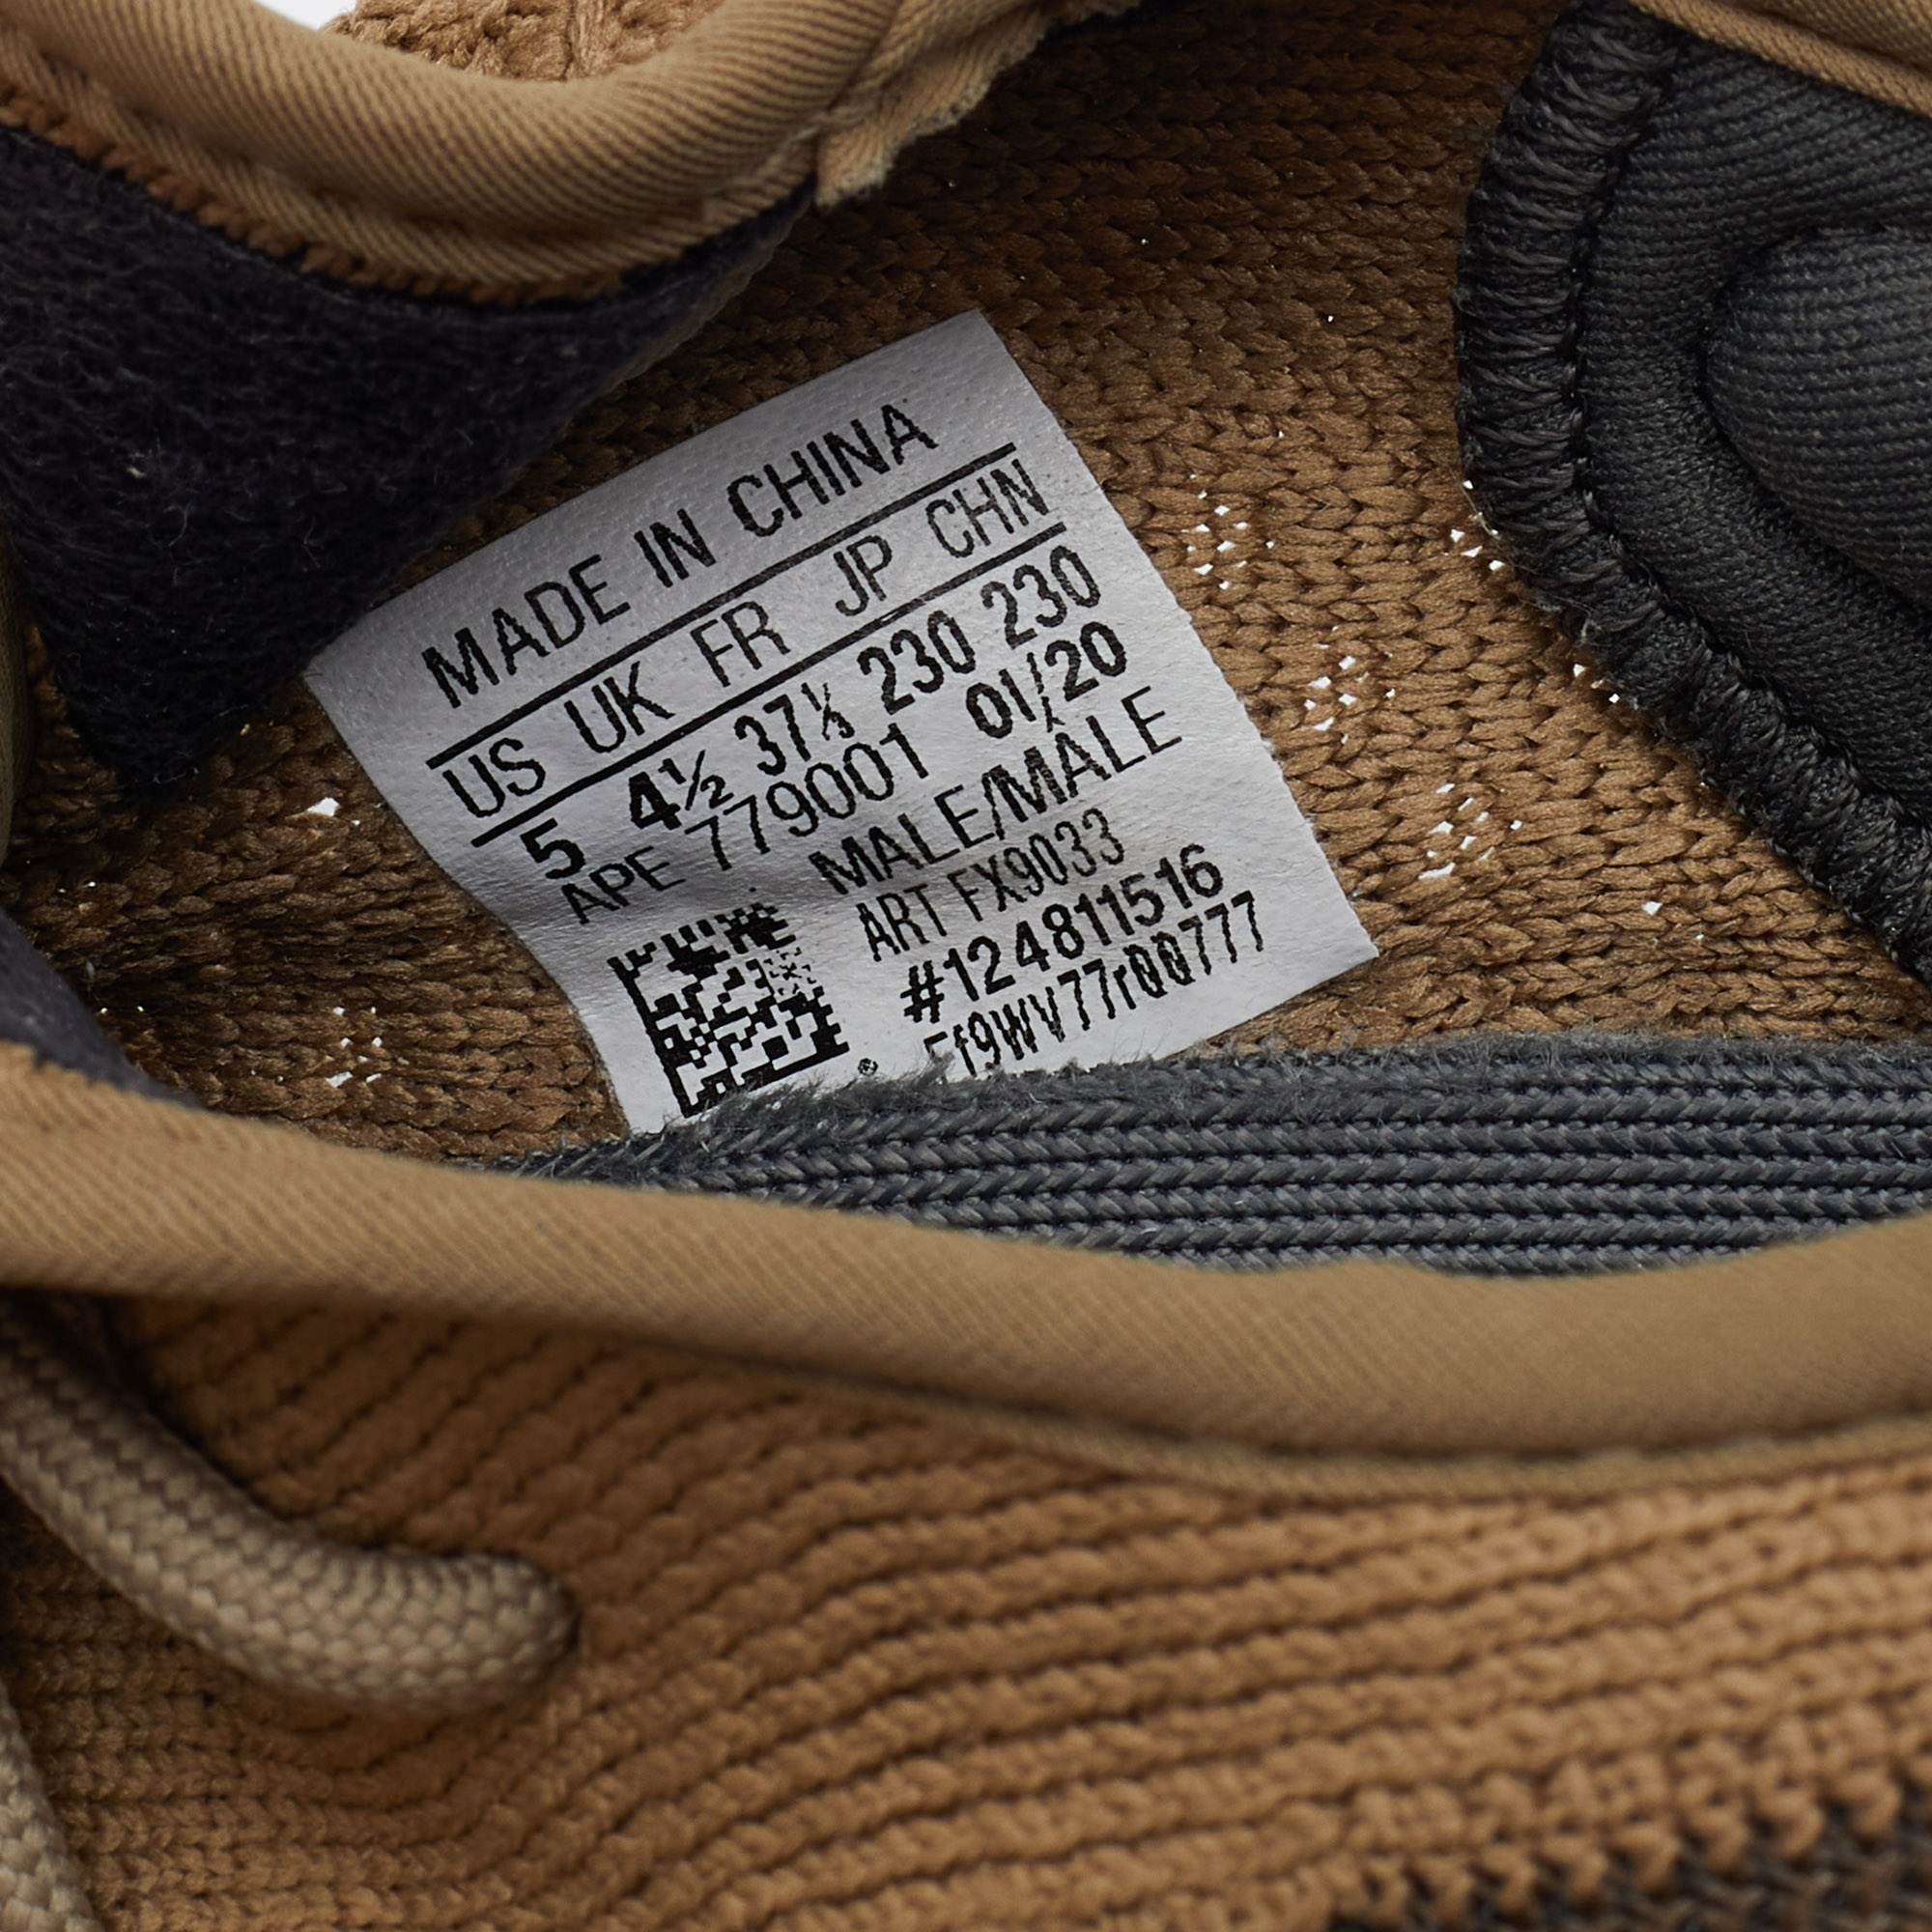 MADE IN CHINA
US UK FR JP CHN
5 4½ 37⅓ 230 230
APE 779001 01/20
MALE/MALE
ART FX9033
#124811516